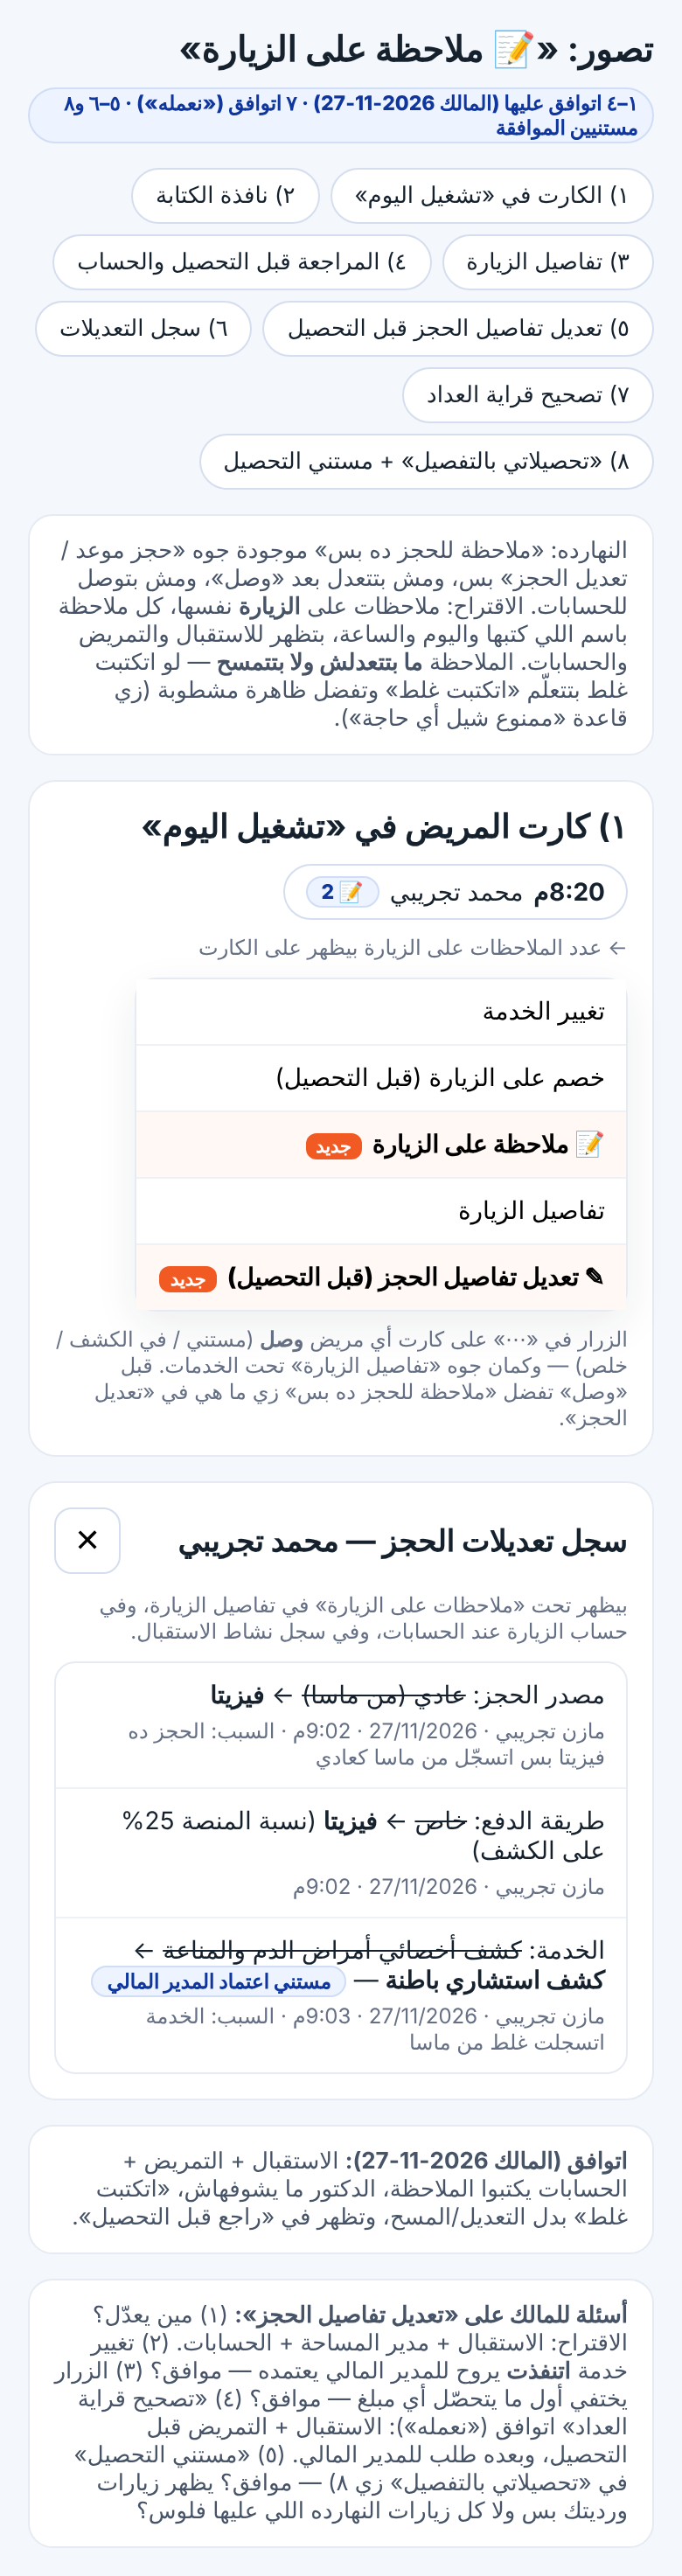 تصور: «📝 ملاحظة على الزيارة»
١–٤ اتوافق عليها (المالك 2026-11-27) · ٧ اتوافق («نعمله») · ٥–٦ و٨
مستنيين الموافقة
١) الكارت في «تشغيل اليوم»
٢) نافذة الكتابة
٣) تفاصيل الزيارة
٤) المراجعة قبل التحصيل والحساب
٥) تعديل تفاصيل الحجز قبل التحصيل
٦) سجل التعديلات
٧) تصحيح قراية العداد
٨) «تحصيلاتي بالتفصيل» + مستني التحصيل
النهارده: «ملاحظة للحجز ده بس» موجودة جوه «حجز موعد /
تعديل الحجز» بس، ومش بتتعدل بعد «وصل»، ومش بتوصل
للحسابات. الاقتراح: ملاحظات على الزيارة نفسها، كل ملاحظة
باسم اللي كتبها واليوم والساعة، بتظهر للاستقبال والتمريض
والحسابات. الملاحظة ما بتتعدلش ولا بتتمسح — لو اتكتبت
غلط بتتعلّم «اتكتبت غلط» وتفضل ظاهرة مشطوبة (زي
قاعدة «ممنوع شيل أي حاجة»).
١) كارت المريض في «تشغيل اليوم»
8:20م محمد تجريبي 📝 2
← عدد الملاحظات على الزيارة بيظهر على الكارت
تغيير الخدمة
خصم على الزيارة (قبل التحصيل)
📝 ملاحظة على الزيارة جديد
تفاصيل الزيارة
✎ تعديل تفاصيل الحجز (قبل التحصيل) جديد
الزرار في «⋯» على كارت أي مريض وصل (مستني / في الكشف /
خلص) — وكمان جوه «تفاصيل الزيارة» تحت الخدمات. قبل
«وصل» تفضل «ملاحظة للحجز ده بس» زي ما هي في «تعديل
الحجز».
سجل تعديلات الحجز — محمد تجريبي
✕
بيظهر تحت «ملاحظات على الزيارة» في تفاصيل الزيارة، وفي
حساب الزيارة عند الحسابات، وفي سجل نشاط الاستقبال.
مصدر الحجز: عادي (من ماسا) ← فيزيتا
مازن تجريبي · 27/11/2026 · 9:02م · السبب: الحجز ده
فيزيتا بس اتسجّل من ماسا كعادي
طريقة الدفع: خاص ← فيزيتا (نسبة المنصة 25%
على الكشف)
مازن تجريبي · 27/11/2026 · 9:02م
الخدمة: كشف أخصائي أمراض الدم والمناعة ←
كشف استشاري باطنة — مستني اعتماد المدير المالي
مازن تجريبي · 27/11/2026 · 9:03م · السبب: الخدمة
اتسجلت غلط من ماسا
اتوافق (المالك 2026-11-27): الاستقبال + التمريض +
الحسابات يكتبوا الملاحظة، الدكتور ما يشوفهاش، «اتكتبت
غلط» بدل التعديل/المسح، وتظهر في «راجع قبل التحصيل».
أسئلة للمالك على «تعديل تفاصيل الحجز»: (١) مين يعدّل؟
الاقتراح: الاستقبال + مدير المساحة + الحسابات. (٢) تغيير
خدمة اتنفذت يروح للمدير المالي يعتمده — موافق؟ (٣) الزرار
يختفي أول ما يتحصّل أي مبلغ — موافق؟ (٤) «تصحيح قراية
العداد» اتوافق («نعمله»): الاستقبال + التمريض قبل
التحصيل، وبعده طلب للمدير المالي. (٥) «مستني التحصيل»
في «تحصيلاتي بالتفصيل» زي ٨) — موافق؟ يظهر زيارات
ورديتك بس ولا كل زيارات النهارده اللي عليها فلوس؟